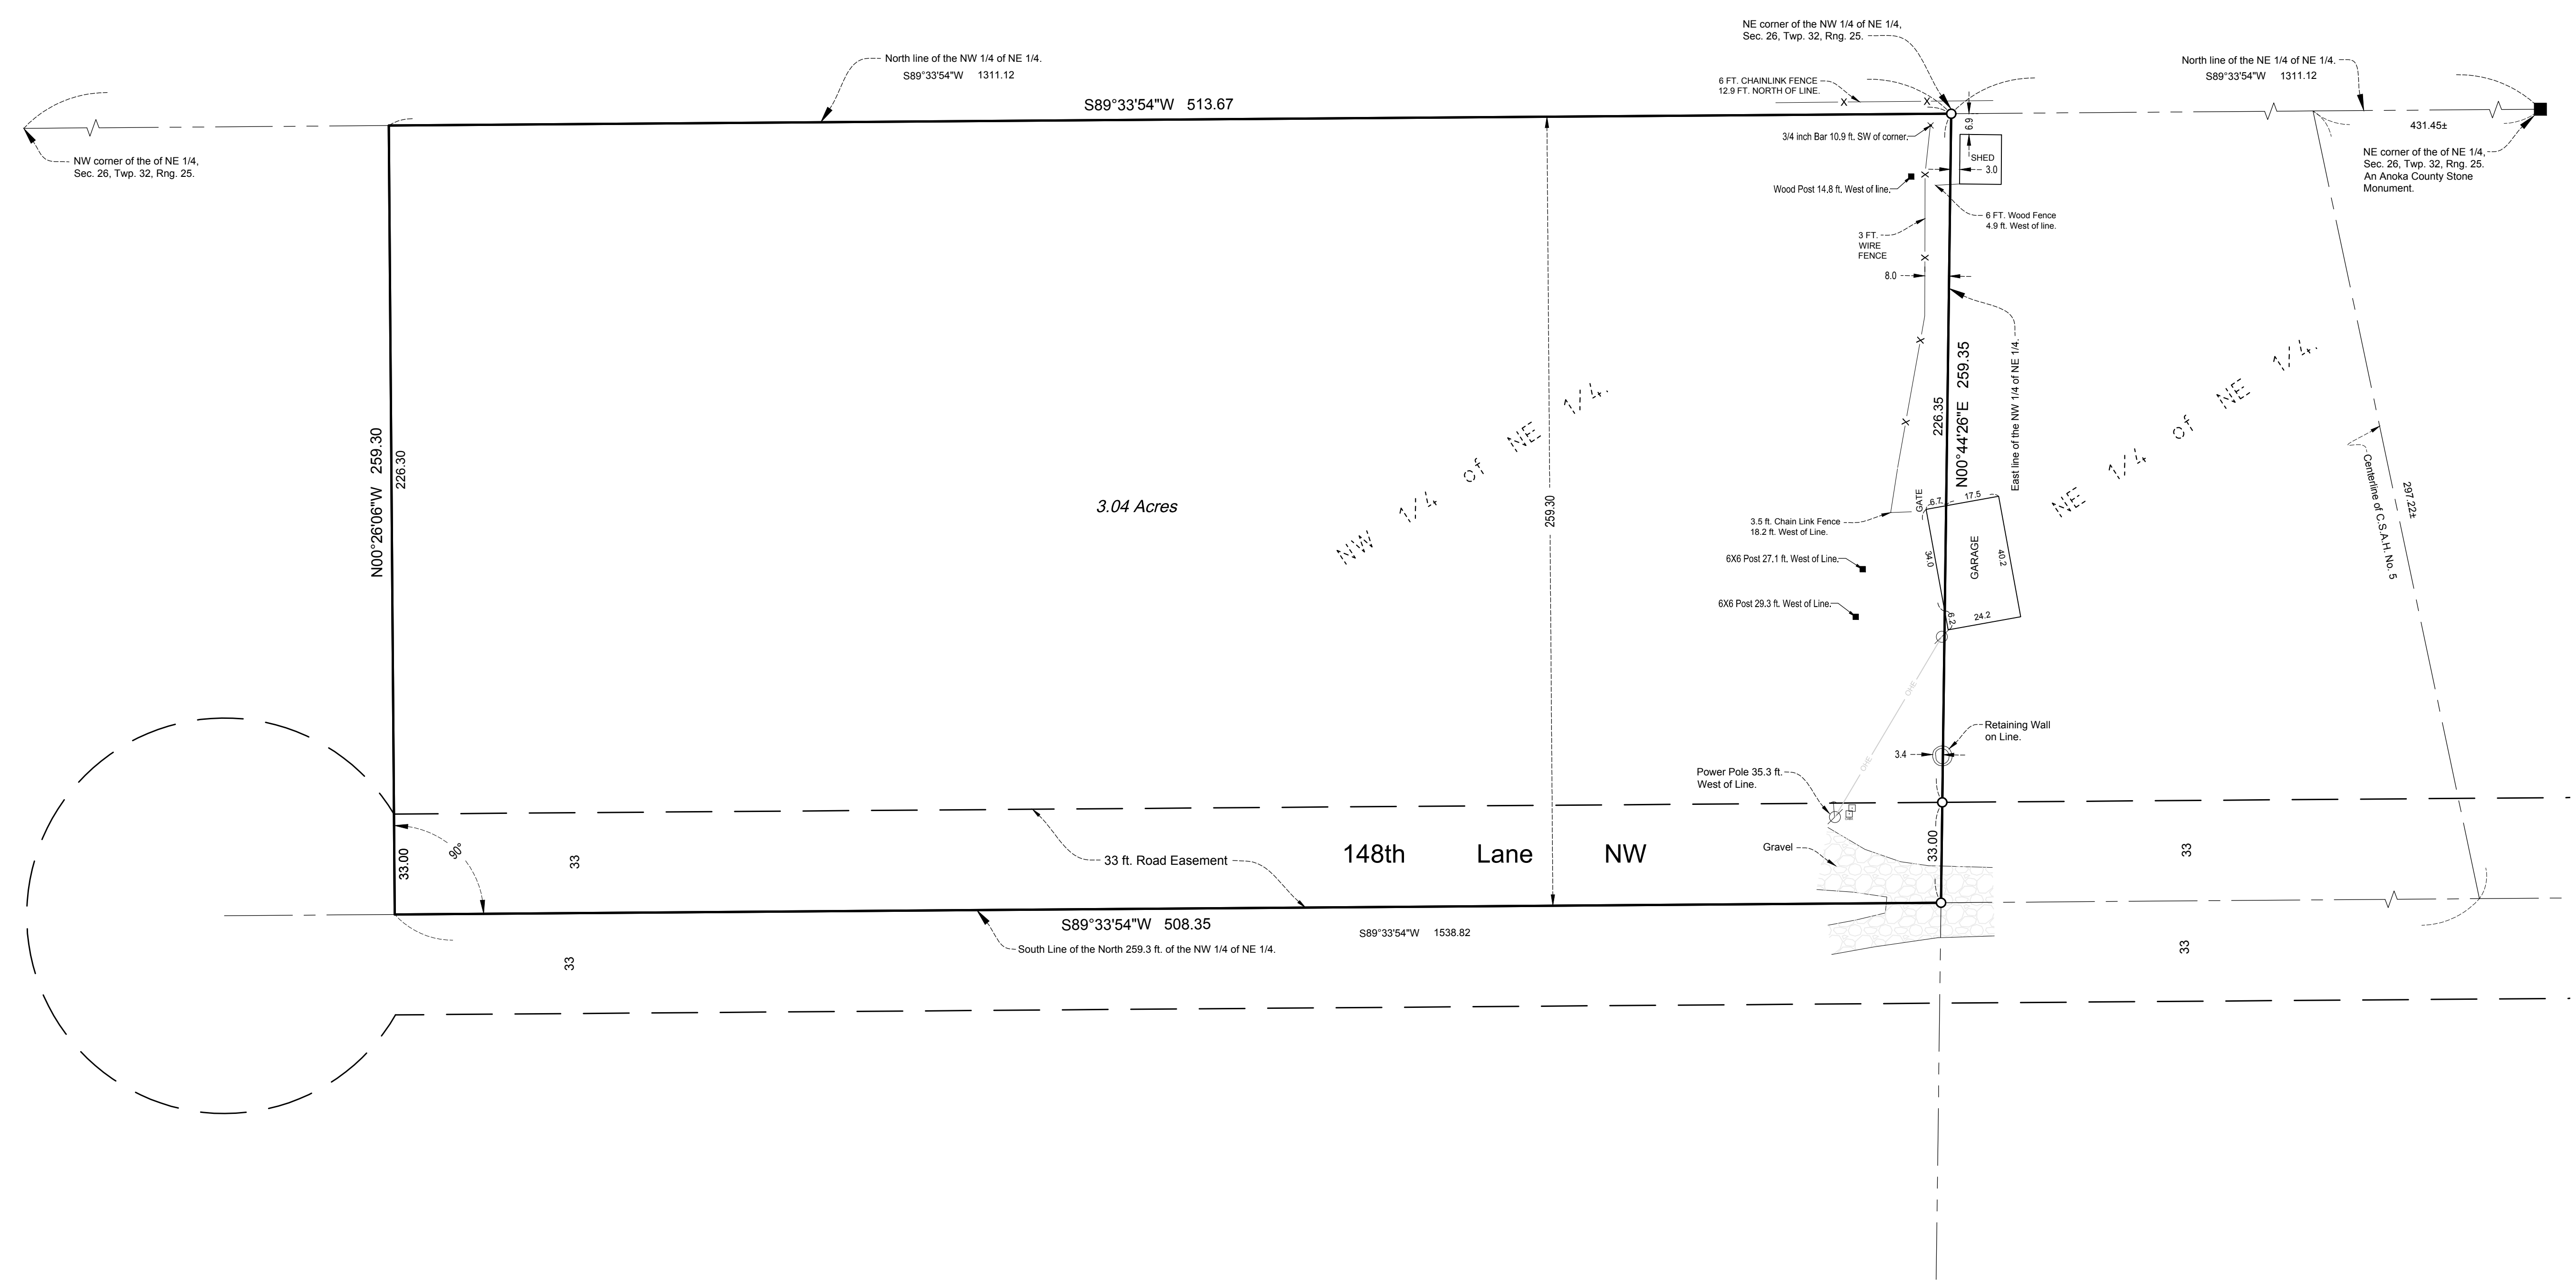 NE corner of the NW 1/4 of NE 1/4,
Sec. 26, Twp. 32, Rng. 25.
North line of the NW 1/4 of NE 1/4.
S89°33'54"W 1311.12
North line of the NE 1/4 of NE 1/4.
S89°33'54"W 1311.12
6 FT. CHAINLINK FENCE
12.9 FT. NORTH OF LINE.
S89°33'54"W 513.67
X
X
431.45±
6.9
3/4 inch Bar 10.9 ft. SW of corner.
X
NW corner of the of NE 1/4,
Sec. 26, Twp. 32, Rng. 25.
NE corner of the of NE 1/4,
Sec. 26, Twp. 32, Rng. 25.
An Anoka County Stone
Monument.
SHED
3.0
X
Wood Post 14.8 ft. West of line.
6 FT. Wood Fence
4.9 ft. West of line.
3 FT.
WIRE
FENCE
X
8.0
X
X
East line of the NW 1/4 of NE 1/4.
N00°44'26"E 259.35
226.35
NW 1/4 of NE 1/4.
NE 1/4 of NE 1/4.
N00°26'06"W 259.30
226.30
3.04 Acres
259.30
297.22±
Centerline of C.S.A.H. No. 5
GATE
6.7
17.5
3.5 ft. Chain Link Fence
18.2 ft. West of Line.
34.0
GARAGE
40.2
6X6 Post 27.1 ft. West of Line.
6X6 Post 29.3 ft. West of Line.
6.2
24.2
OHE
OHE
Retaining Wall
on Line.
3.4
Power Pole 35.3 ft.
West of Line.
90°
33.00
33
33 ft. Road Easement
148th Lane NW
Gravel
33.00
33
S89°33'54"W 508.35
S89°33'54"W 1538.82
South Line of the North 259.3 ft. of the NW 1/4 of NE 1/4.
33
33